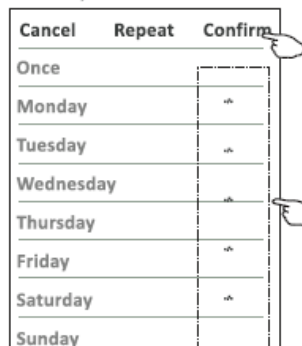 Cancel Repeat Confirm
Once
Monday
Tuesday
Wednesday
Thursday
Friday
Saturday
Sunday